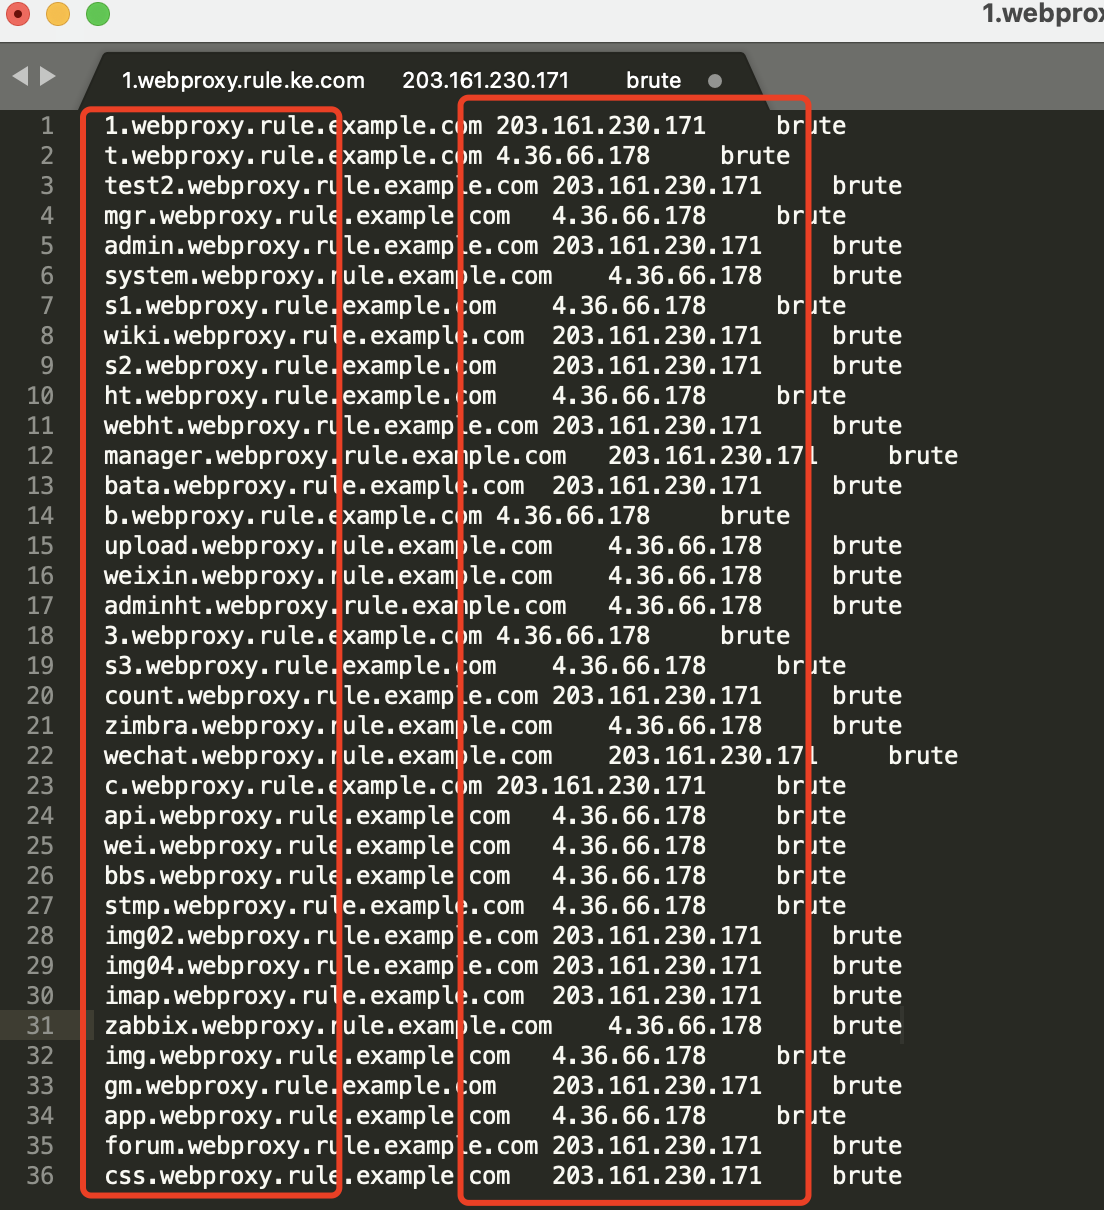 1.webproxy
1.webproxy.rule.ke.com 203.161.230.171 brute
1 1.webproxy.rule.example.com 203.161.230.171 brute
2 t.webproxy.rule.example.com 4.36.66.178 brute
3 test2.webproxy.rule.example.com 203.161.230.171 brute
4 mgr.webproxy.rule.example.com 4.36.66.178 brute
5 admin.webproxy.rule.example.com 203.161.230.171 brute
6 system.webproxy.rule.example.com 4.36.66.178 brute
7 s1.webproxy.rule.example.com 4.36.66.178 brute
8 wiki.webproxy.rule.example.com 203.161.230.171 brute
9 s2.webproxy.rule.example.com 203.161.230.171 brute
10 ht.webproxy.rule.example.com 4.36.66.178 brute
11 webht.webproxy.rule.example.com 203.161.230.171 brute
12 manager.webproxy.rule.example.com 203.161.230.171 brute
13 bata.webproxy.rule.example.com 203.161.230.171 brute
14 b.webproxy.rule.example.com 4.36.66.178 brute
15 upload.webproxy.rule.example.com 4.36.66.178 brute
16 weixin.webproxy.rule.example.com 4.36.66.178 brute
17 adminht.webproxy.rule.example.com 4.36.66.178 brute
18 3.webproxy.rule.example.com 4.36.66.178 brute
19 s3.webproxy.rule.example.com 4.36.66.178 brute
20 count.webproxy.rule.example.com 203.161.230.171 brute
21 zimbra.webproxy.rule.example.com 4.36.66.178 brute
22 wechat.webproxy.rule.example.com 203.161.230.171 brute
23 c.webproxy.rule.example.com 203.161.230.171 brute
24 api.webproxy.rule.example.com 4.36.66.178 brute
25 wei.webproxy.rule.example.com 4.36.66.178 brute
26 bbs.webproxy.rule.example.com 4.36.66.178 brute
27 stmp.webproxy.rule.example.com 4.36.66.178 brute
28 img02.webproxy.rule.example.com 203.161.230.171 brute
29 img04.webproxy.rule.example.com 203.161.230.171 brute
30 imap.webproxy.rule.example.com 203.161.230.171 brute
31 zabbix.webproxy.rule.example.com 4.36.66.178 brute
32 img.webproxy.rule.example.com 4.36.66.178 brute
33 gm.webproxy.rule.example.com 203.161.230.171 brute
34 app.webproxy.rule.example.com 4.36.66.178 brute
35 forum.webproxy.rule.example.com 203.161.230.171 brute
36 css.webproxy.rule.example.com 203.161.230.171 brute